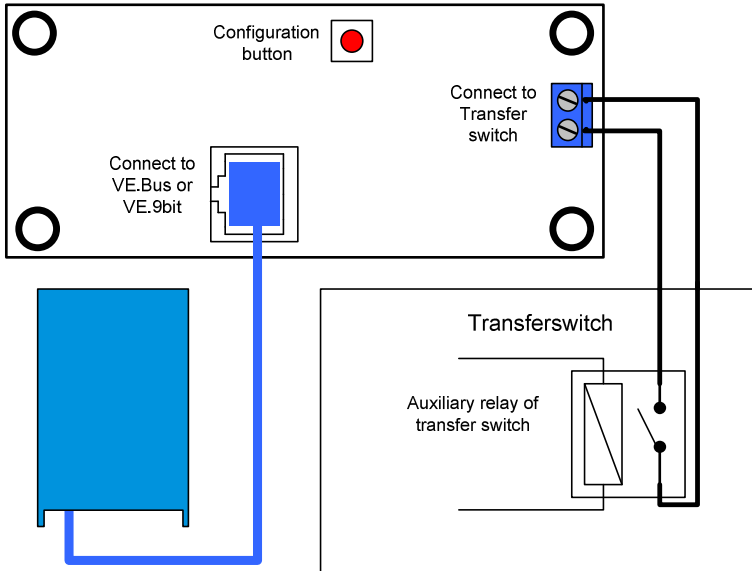 Configuration
button
Connect to
Transfer
switch
Connect to
VE.Bus or
VE.9bit
Transferswitch
Auxiliary relay of
transfer switch